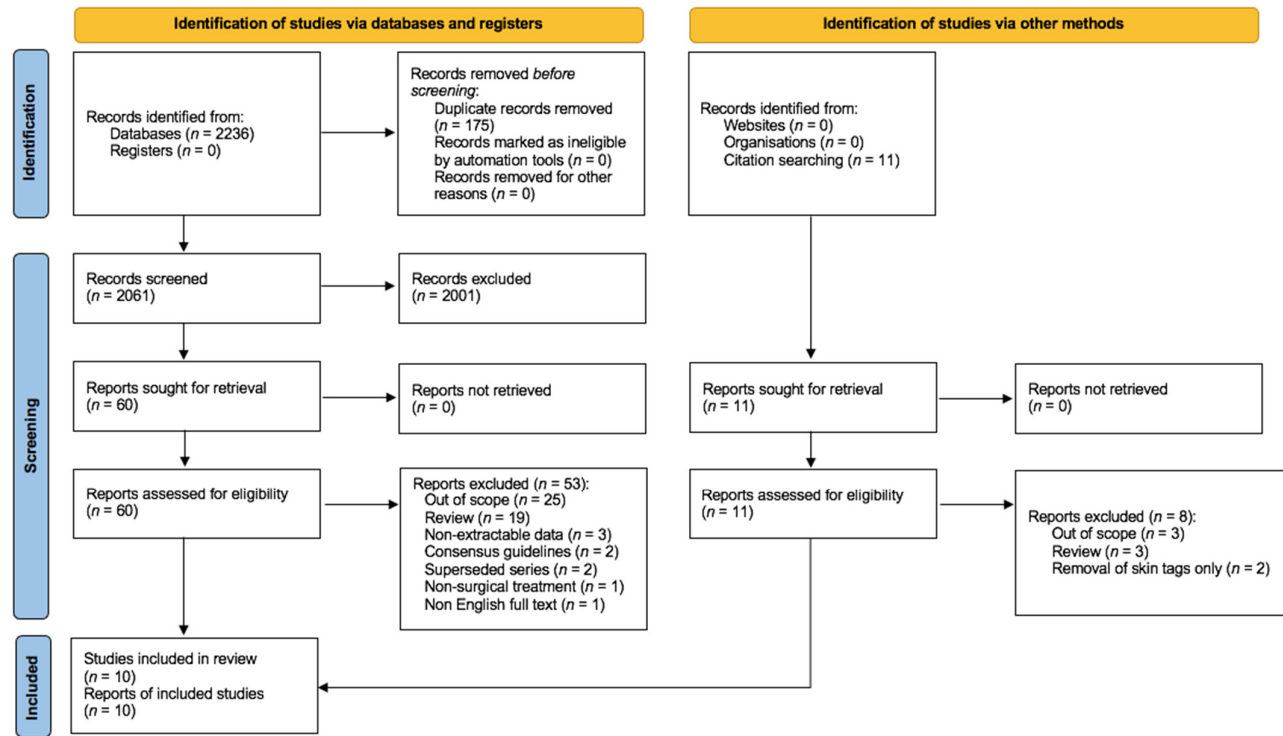 Identification of studies via databases and registers
Identification of studies via other methods
Identification
Records identified from:
Databases (n = 2236)
Registers (n = 0)
Records removed before
screening:
Duplicate records removed
(n = 175)
Records marked as ineligible
by automation tools (n = 0)
Records removed for other
reasons (n = 0)
Records identified from:
Websites (n = 0)
Organisations (n = 0)
Citation searching (n = 11)
Screening
Records screened
(n = 2061)
Records excluded
(n = 2001)
Reports sought for retrieval
(n = 60)
Reports not retrieved
(n = 0)
Reports sought for retrieval
(n = 11)
Reports not retrieved
(n = 0)
Reports assessed for eligibility
(n = 60)
Reports excluded (n = 53):
Out of scope (n = 25)
Review (n = 19)
Non-extractable data (n = 3)
Consensus guidelines (n = 2)
Superseded series (n = 2)
Non-surgical treatment (n = 1)
Non English full text (n = 1)
Reports assessed for eligibility
(n = 11)
Reports excluded (n = 8):
Out of scope (n = 3)
Review (n = 3)
Removal of skin tags only (n = 2)
Included
Studies included in review
(n = 10)
Reports of included studies
(n = 10)